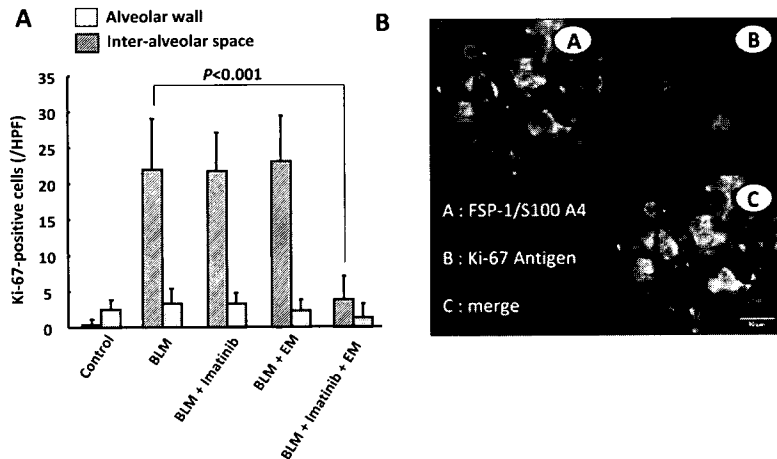 A
Alveolar wall
Inter-alveolar space
P<0.001
Ki-67-positive cells (/HPF)
35
30
25
20
15
10
5
0
Control
BLM
BLM + Imatinib
BLM + EM
BLM + Imatinib + EM
B
A
B
C
A : FSP-1/S100 A4
B : Ki-67 Antigen
C : merge